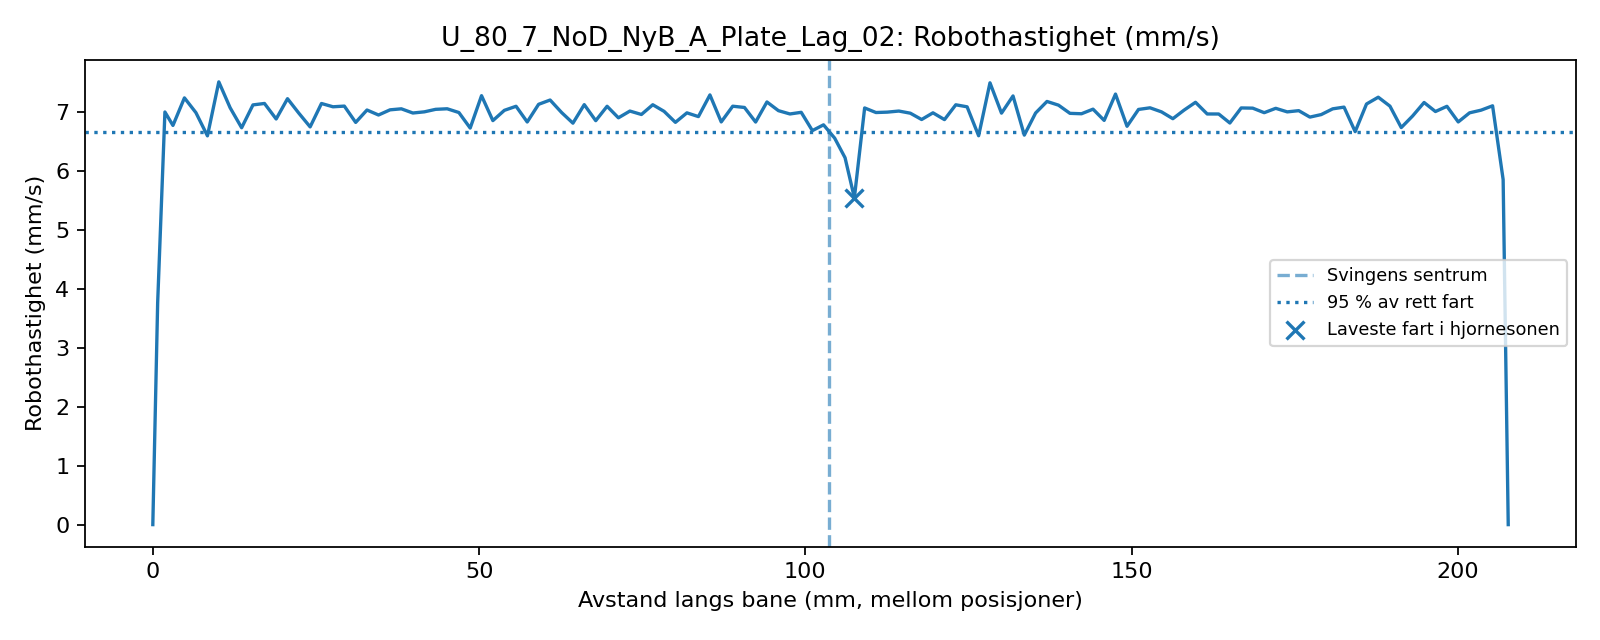 U_80_7_NoD_NyB_A_Plate_Lag_02: Robothastighet (mm/s)
Robothastighet (mm/s)
7
6
5
4
3
2
1
0
Svingens sentrum
95 % av rett fart
Laveste fart i hjornesonen
0 50 100 150 200
Avstand langs bane (mm, mellom posisjoner)